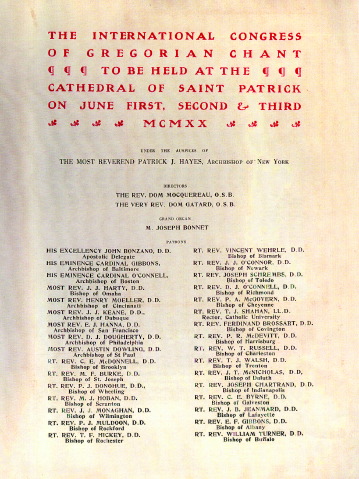 THE INTERNATIONAL CONGRESS
OF GREGORIAN CHANT
¶ ¶ ¶ TO BE HELD AT THE ¶ ¶ ¶
CATHEDRAL OF SAINT PATRICK
ON JUNE FIRST, SECOND & THIRD
MCMXX
UNDER THE AUSPICES OF
THE MOST REVEREND PATRICK J. HAYES, ARCHBISHOP OF NEW YORK
DIRECTORS
THE REV. DOM MOCQUEREAU, O.S.B.
THE VERY REV. DOM GATARD, O.S.B.
GRAND ORGAN
M. JOSEPH BONNET
PATRONS
HIS EXCELLENCY JOHN BONZANO, D.D.
Apostolic Delegate
HIS EMINENCE CARDINAL GIBBONS,
Archbishop of Baltimore
HIS EMINENCE CARDINAL O'CONNELL,
Archbishop of Boston
MOST REV. J. J. HARTY, D.D.
Bishop of Omaha
MOST REV. HENRY MOELLER, D.D.
Archbishop of Cincinnati
MOST REV. J. J. KEANE, D.D.
Archbishop of Dubuque
MOST REV. E. J. HANNA, D.D.
Archbishop of San Francisco
MOST REV. D. J. DOUGHERTY, D.D.
Archbishop of Philadelphia
MOST REV. AUSTIN DOWLING, D.D.
Archbishop of St Paul
RT. REV. C. E. McDONNELL, D.D.
Bishop of Brooklyn
RT. REV. M. F. BURKE, D.D.
Bishop of St. Joseph
RT. REV. P. J. DONOHUE, D.D.,
Bishop of Wheeling
RT. REV. M. J. HOBAN, D.D.
Bishop of Scranton
RT. REV. J. J. MONAGHAN, D.D.
Bishop of Wilmington
RT. REV. P. J. MULDOON, D.D.
Bishop of Rockford
RT. REV. T. F. HICKEY, D.D.
Bishop of Rochester
RT. REV. VINCENT WEHRLE, D.D.
Bishop of Bismarck
RT. REV. J. J. O'CONNOR, D.D.
Bishop of Newark
RT. REV. JOSEPH SCHREMBS, D.D.
Bishop of Toledo
RT. REV. D. J. O'CONNELL, D.D.
Bishop of Richmond
RT. REV. P. A. McGOVERN, D.D.
Bishop of Cheyenne
RT. REV. T. J. SHAHAN, LL.D.
Rector, Catholic University
RT. REV. FERDINAND BROSSART, D.D.
Bishop of Covington
RT. REV. P. R. McDEVITT, D.D.
Bishop of Harrisburg
RT. REV. W. T. RUSSELL, D.D.
Bishop of Charleston
RT. REV. T. J. WALSH, D.D.
Bishop of Trenton
RT. REV. J. T. McNICHOLAS, D.D.
Bishop of Duluth
RT. REV. JOSEPH CHARTRAND, D.D.
Bishop of Indianapolis
RT. REV. C. E. BYRNE, D.D.
Bishop of Galveston
RT. REV. J. B. JEANMARD, D.D.
Bishop of Lafayette
RT. REV. E. F. GIBBONS, D.D.
Bishop of Albany
RT. REV. WILLIAM TURNER, D.D.
Bishop of Buffalo